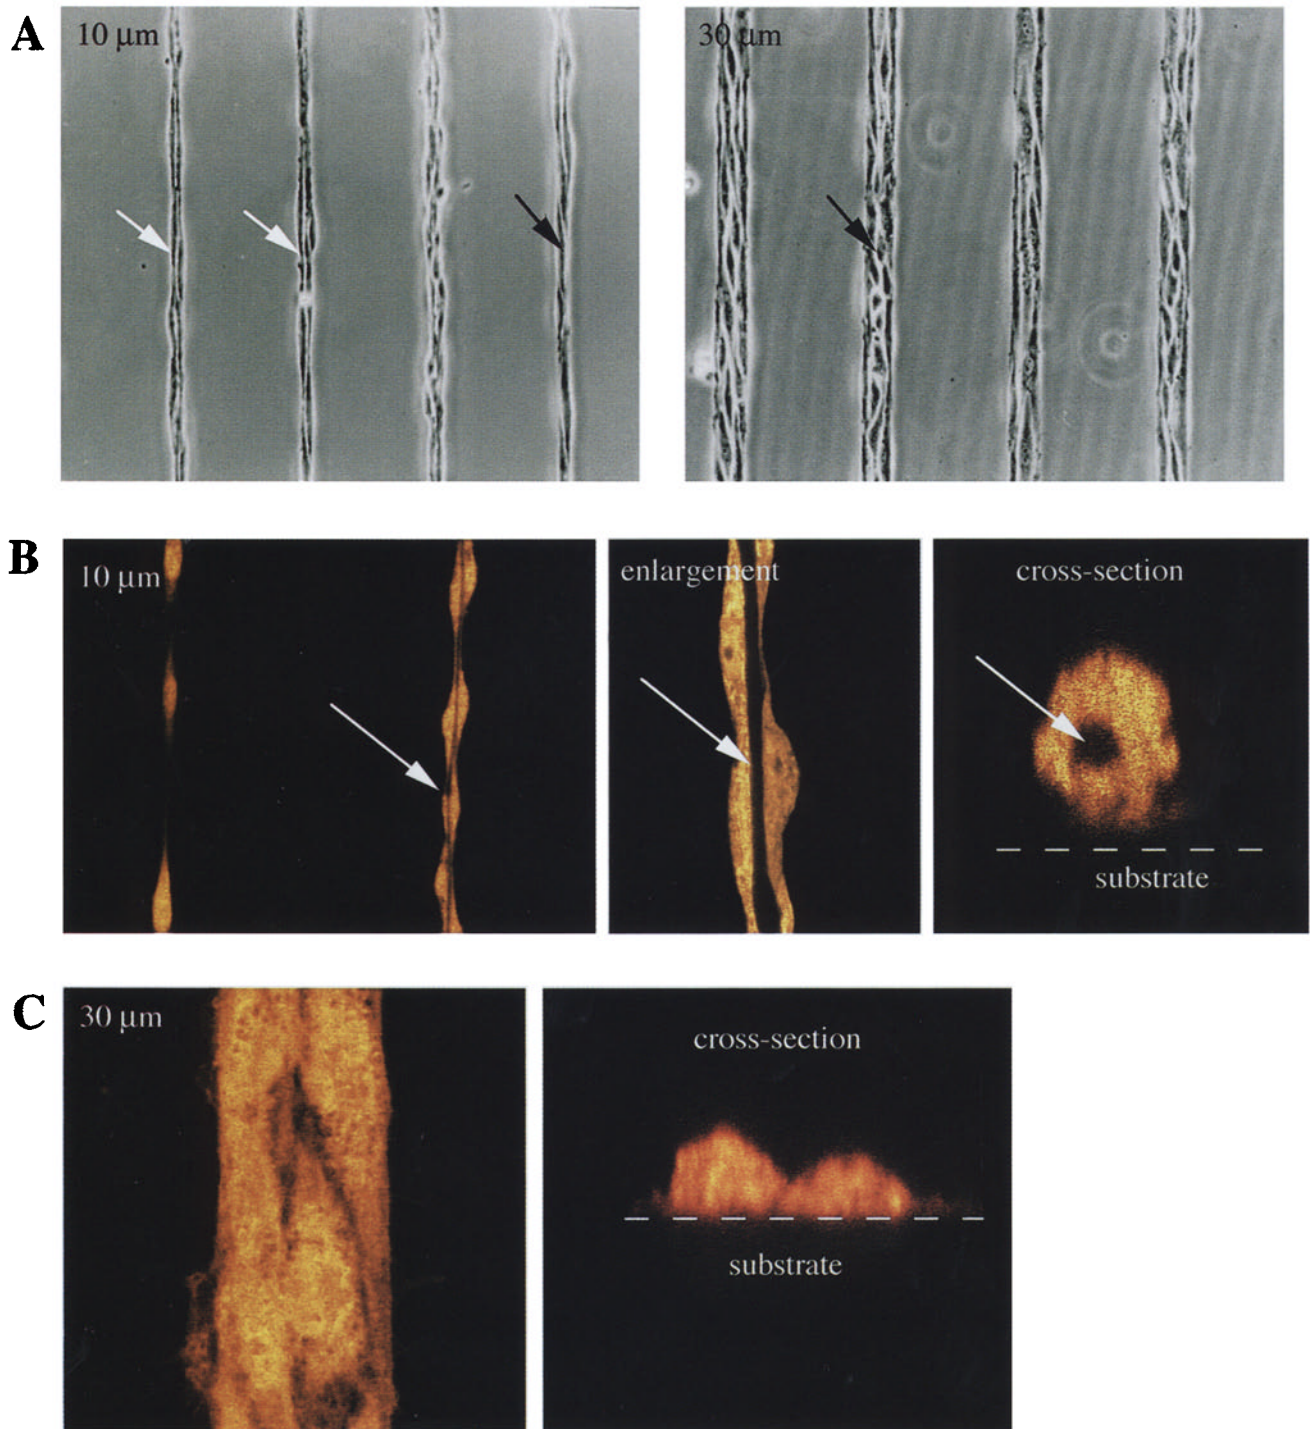 A
10 µm
30 µm
B
10 µm
enlargement
cross-section
substrate
C
30 µm
cross-section
substrate